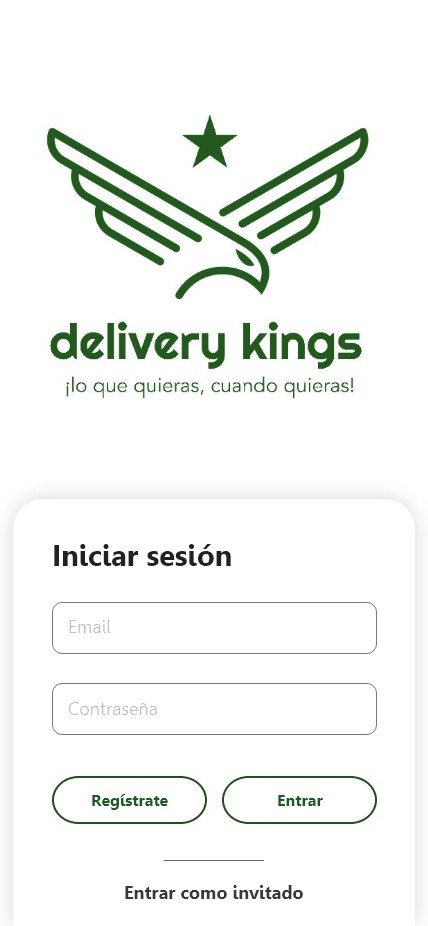 delivery kings
¡lo que quieras, cuando quieras!
Iniciar sesión
Email
Contraseña
Regístrate
Entrar
Entrar como invitado